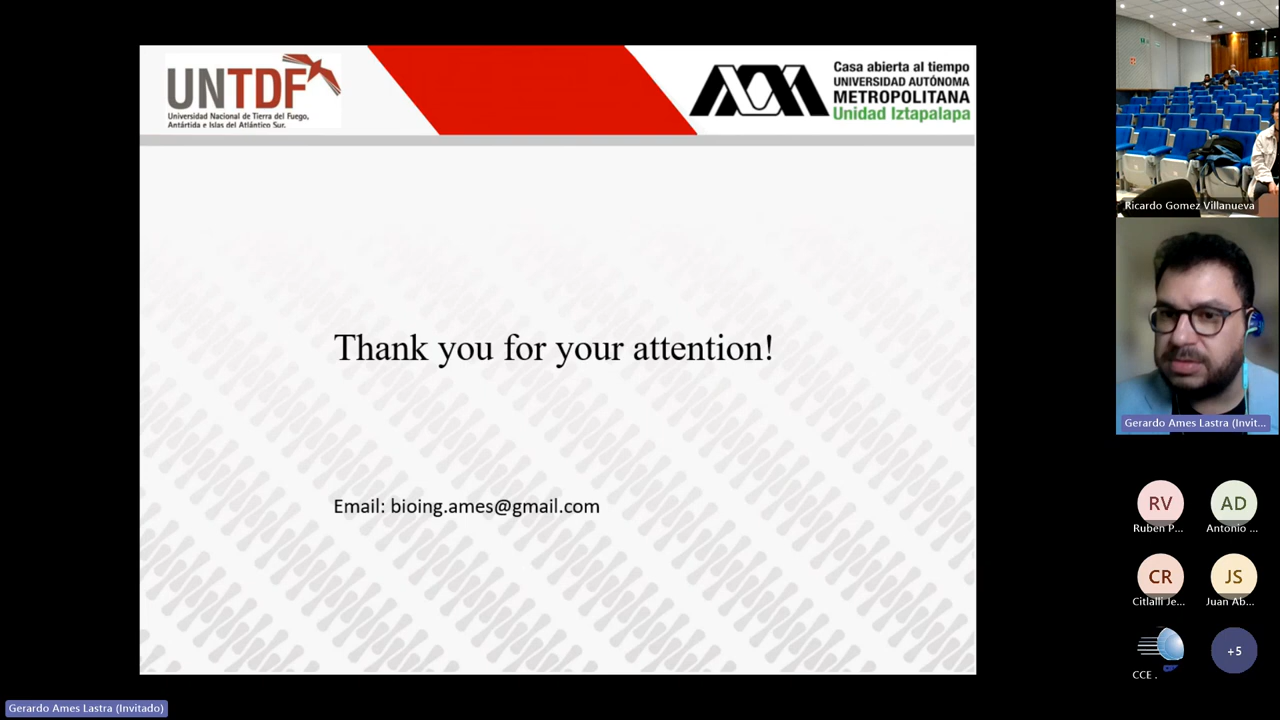 UNTDF
Universidad Nacional de Tierra del Fuego,
Antártida e Islas del Atlántico Sur.
Casa abierta al tiempo
UNIVERSIDAD AUTÓNOMA
METROPOLITANA
Unidad Iztapalapa
Thank you for your attention!
Email: bioing.ames@gmail.com
Ricardo Gomez Villanueva
Gerardo Ames Lastra (Invit...
RV
AD
Ruben P...
Antonio ...
CR
JS
Citlalli Je...
Juan Ab...
+5
CCE .
Gerardo Ames Lastra (Invitado)